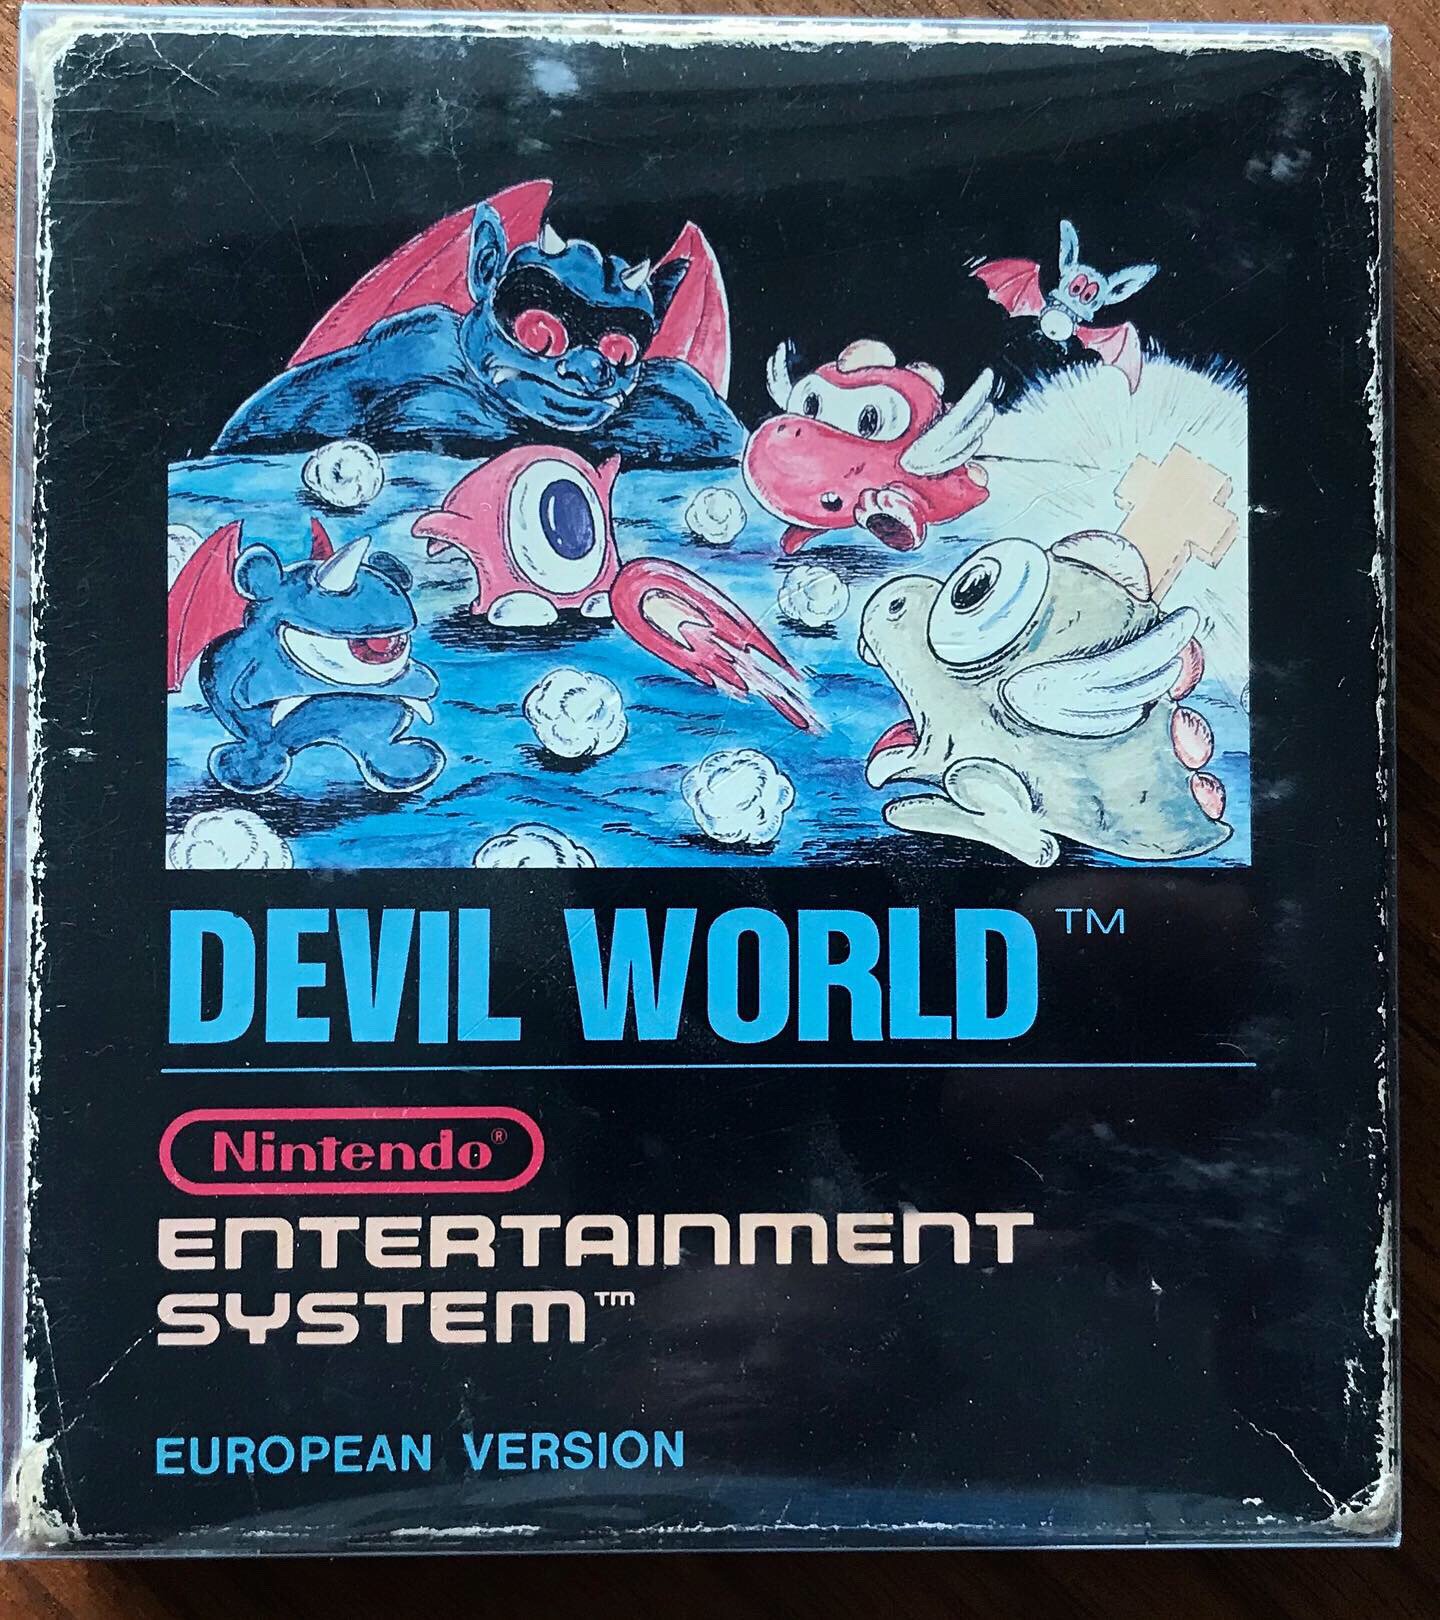 DEVIL WORLD™
Nintendo®
ENTERTAINMENT
SYSTEM™
EUROPEAN VERSION